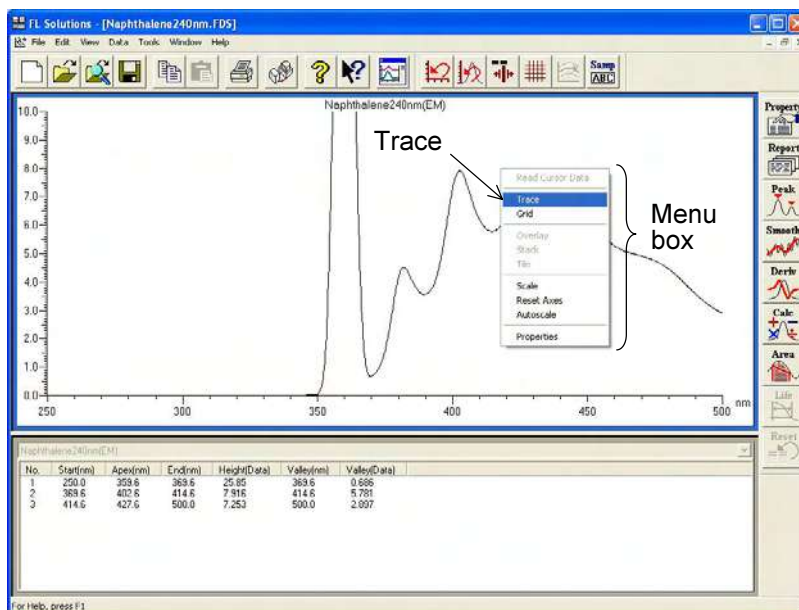 FL Solutions - [Naphthalene240nm.FDS]
File Edit View Data Tools Window Help
Samp
ABC
Naphthalene240nm(EM)
10.0
9.0
8.0
7.0
6.0
5.0
4.0
3.0
2.0
1.0
0.0
250 300 350 400 450 500
nm
Trace
Read Cursor Data
Trace
Grid
Overlay
Stack
Tile
Scale
Reset Axes
Autoscale
Properties
Menu
box
Property
Report
Peak
Smooth
Deriv
Calc
Area
Life
Reset
Naphthalene240nm(EM)
No. Start(nm) Apex(nm) End(nm) Height(Data) Valley(nm) Valley(Data)
1 250.0 359.6 369.6 25.85 369.6 0.686
2 369.6 402.6 414.6 7.916 414.6 5.781
3 414.6 427.6 500.0 7.253 500.0 2.897
For Help, press F1